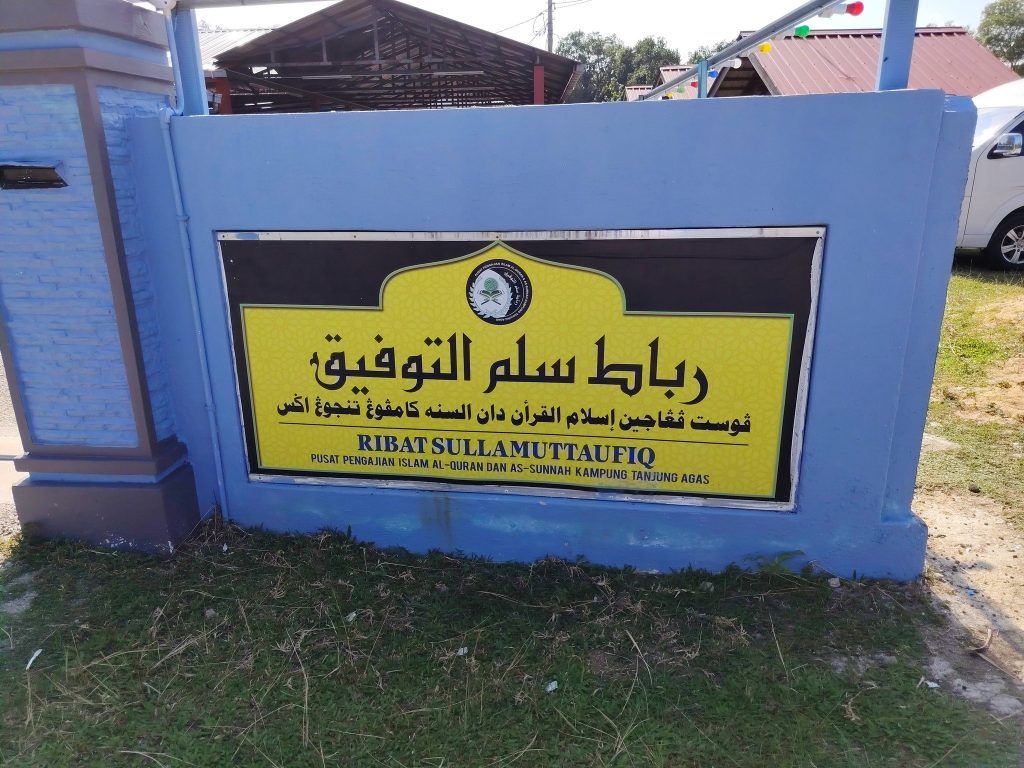 رباط سلم التوفيق
ڤوست ڤڠاجين إسلام القرأن دان السنه كامڤوڠ تنجوڠ اݢس
RIBAT SULLAMUTTAUFIQ
PUSAT PENGAJIAN ISLAM AL-QURAN DAN AS-SUNNAH KAMPUNG TANJUNG AGAS